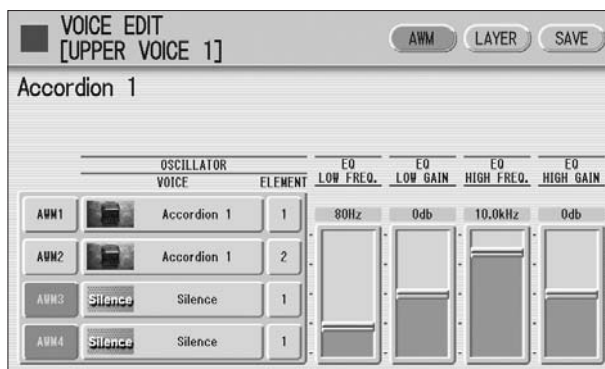 VOICE EDIT
[UPPER VOICE 1]
AWM LAYER SAVE
Accordion 1
OSCILLATOR
VOICE ELEMENT
EQ LOW FREQ. EQ LOW GAIN EQ HIGH FREQ. EQ HIGH GAIN
80Hz 0db 10.0kHz 0db
AWM1 Accordion 1 1
AWM2 Accordion 1 2
AWM3 Silence Silence 1
AWM4 Silence Silence 1